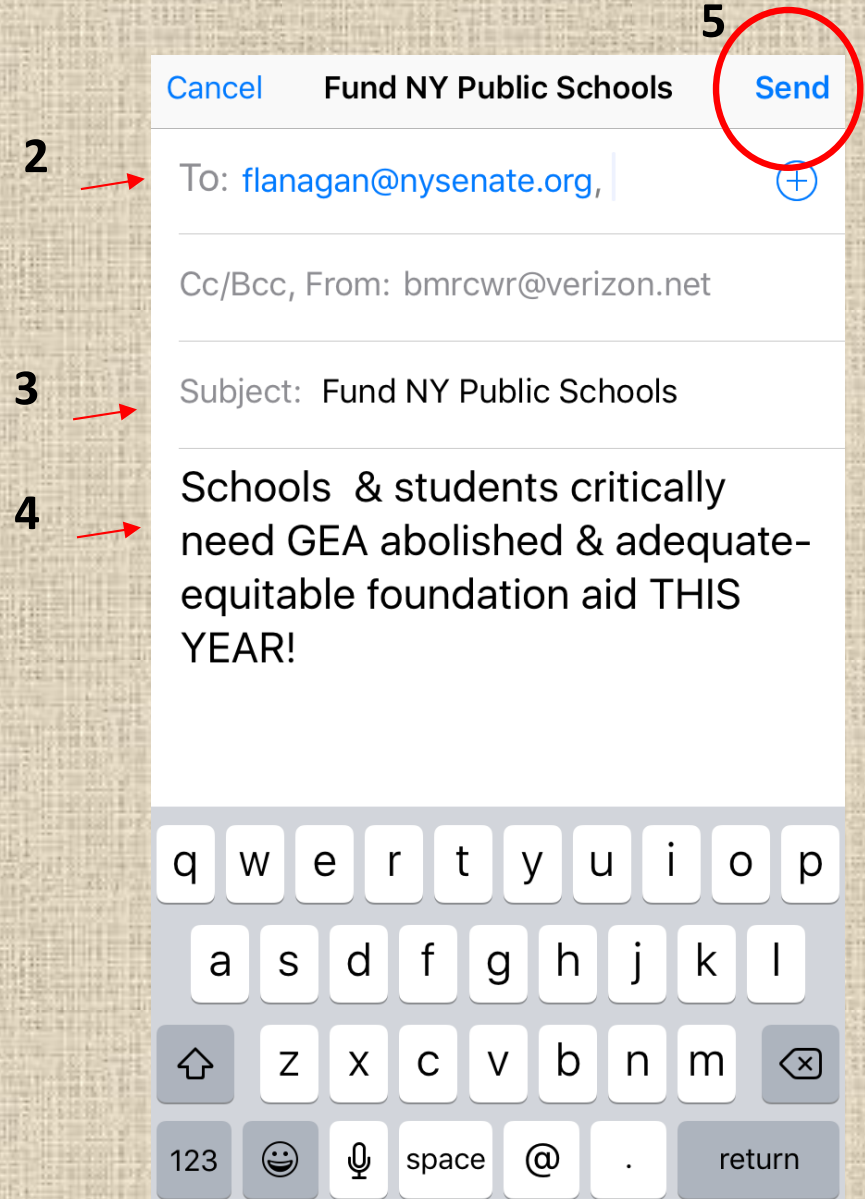 5
Cancel Fund NY Public Schools Send
2
To: flanagan@nysenate.org,
Cc/Bcc, From: bmrcwr@verizon.net
3
Subject: Fund NY Public Schools
4
Schools & students critically
need GEA abolished & adequate-
equitable foundation aid THIS
YEAR!
q w e r t y u i o p
a s d f g h j k l
z x c v b n m
123 space @ . return